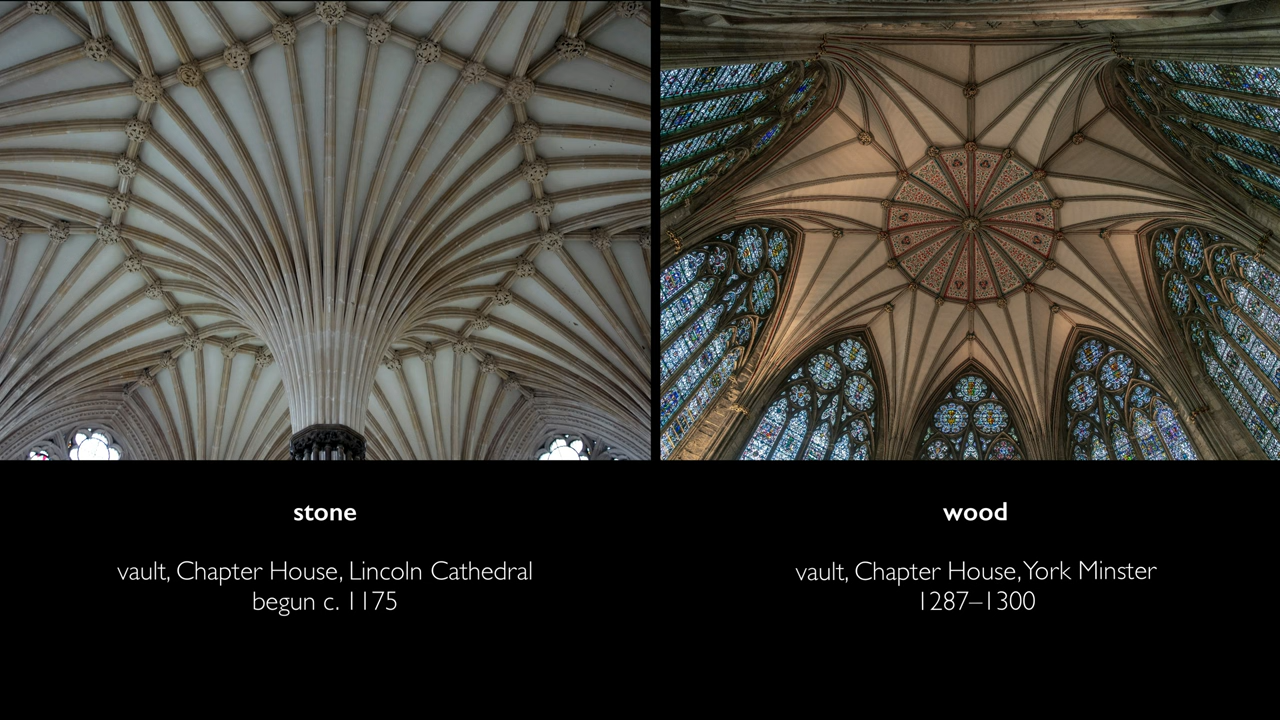 stone
vault, Chapter House, Lincoln Cathedral
begun c. 1175
wood
vault, Chapter House, York Minster
1287–1300